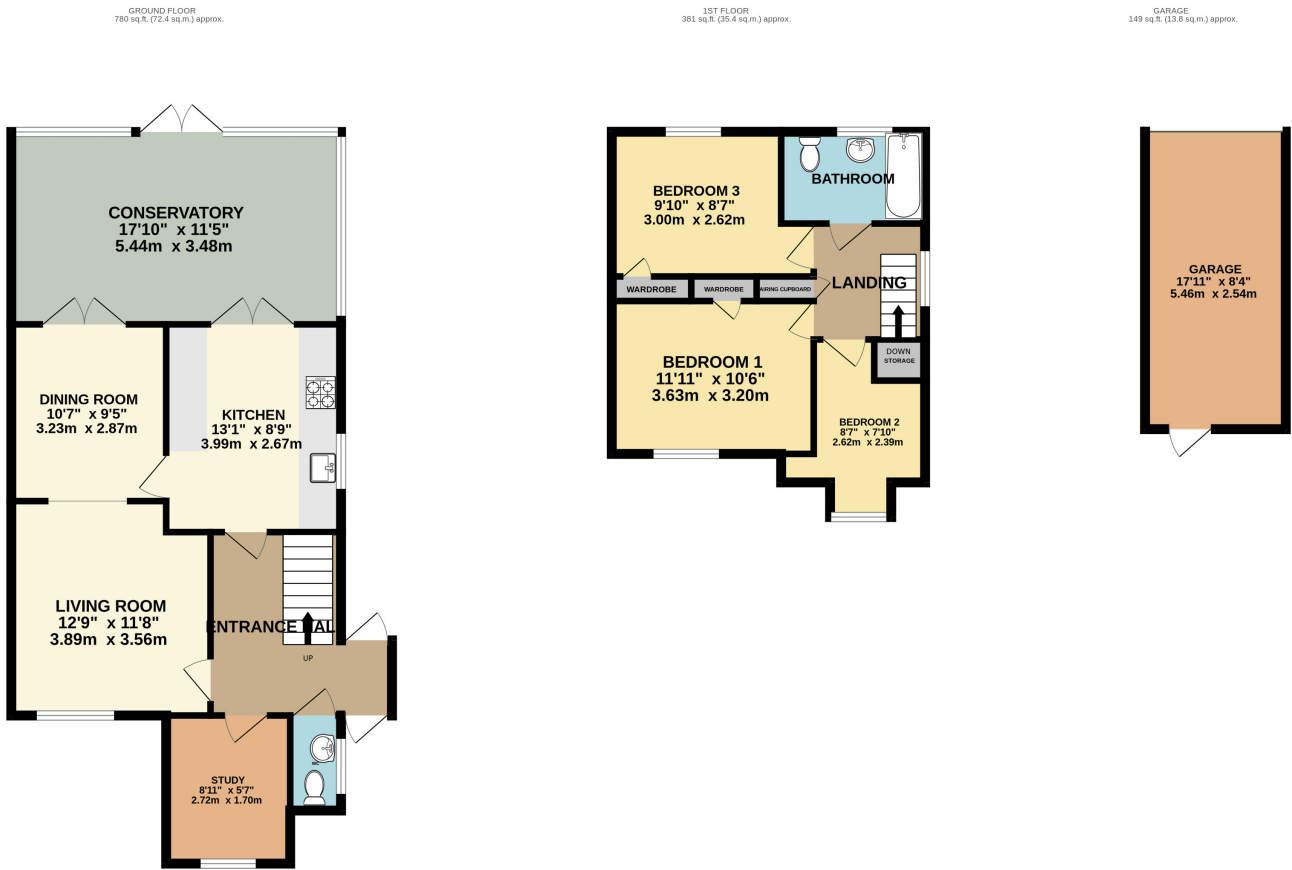 GROUND FLOOR
780 sq.ft. (72.4 sq.m.) approx.
1ST FLOOR
381 sq.ft. (35.4 sq.m.) approx.
GARAGE
149 sq.ft. (13.8 sq.m.) approx.
CONSERVATORY
17'10" x 11'5"
5.44m x 3.48m
DINING ROOM
10'7" x 9'5"
3.23m x 2.87m
KITCHEN
13'1" x 8'9"
3.99m x 2.67m
LIVING ROOM
12'9" x 11'8"
3.89m x 3.56m
ENTRANCE HALL
UP
WC
STUDY
8'11" x 5'7"
2.72m x 1.70m
BEDROOM 3
9'10" x 8'7"
3.00m x 2.62m
BATHROOM
WARDROBE
WARDROBE
AIRING CUPBOARD
LANDING
BEDROOM 1
11'11" x 10'6"
3.63m x 3.20m
DOWN
STORAGE
BEDROOM 2
8'7" x 7'10"
2.62m x 2.39m
GARAGE
17'11" x 8'4"
5.46m x 2.54m